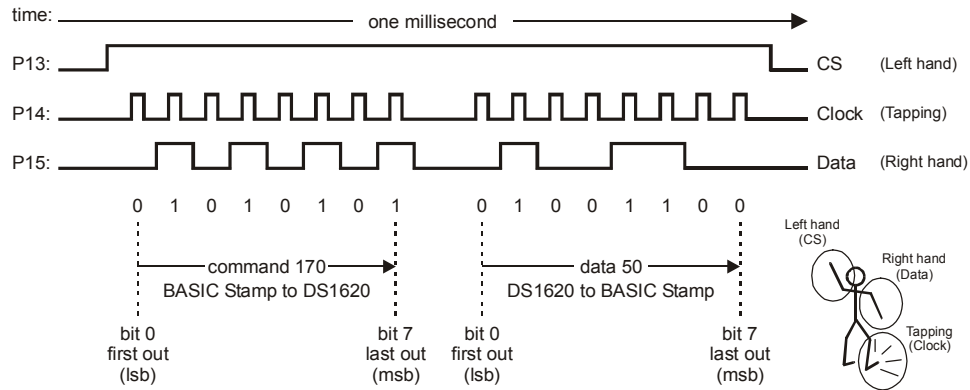 time: one millisecond
P13: CS (Left hand)
P14: Clock (Tapping)
P15: Data (Right hand)
0 1 0 1 0 1 0 1 0 1 0 0 1 1 0 0
command 170 data 50
BASIC Stamp to DS1620 DS1620 to BASIC Stamp
bit 0 bit 7 bit 0 bit 7
first out last out first out last out
(lsb) (msb) (lsb) (msb)
Left hand
(CS)
Right hand
(Data)
Tapping
(Clock)